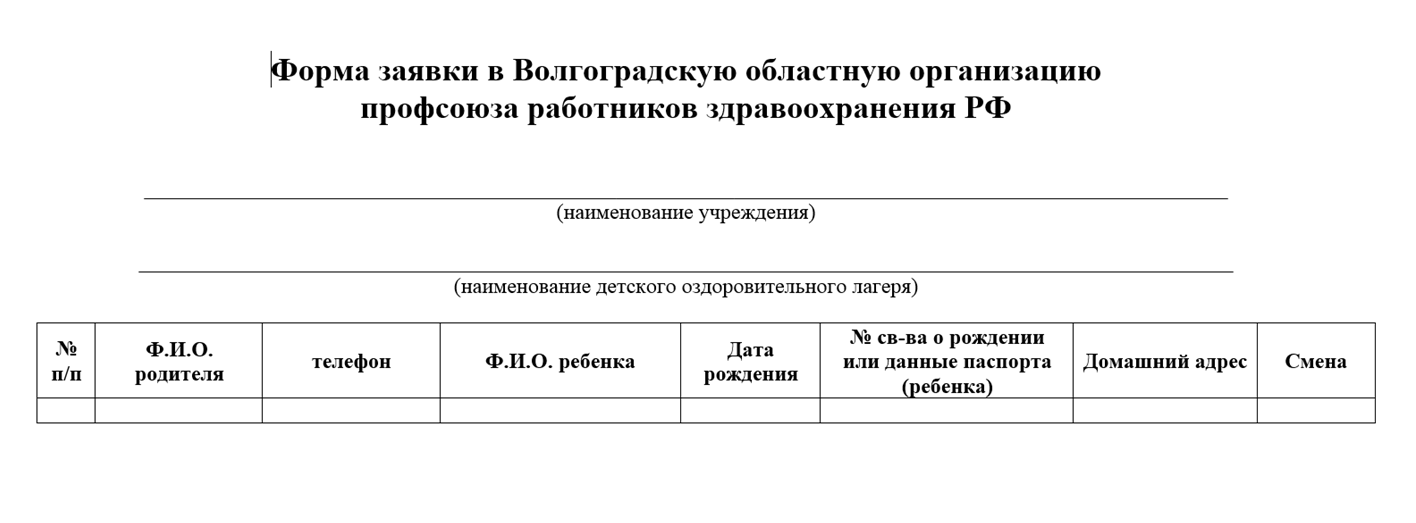 Форма заявки в Волгоградскую областную организацию
профсоюза работников здравоохранения РФ
(наименование учреждения)
(наименование детского оздоровительного лагеря)
№
п/п
Ф.И.О.
родителя
телефон
Ф.И.О. ребенка
Дата
рождения
№ св-ва о рождении
или данные паспорта
(ребенка)
Домашний адрес
Смена